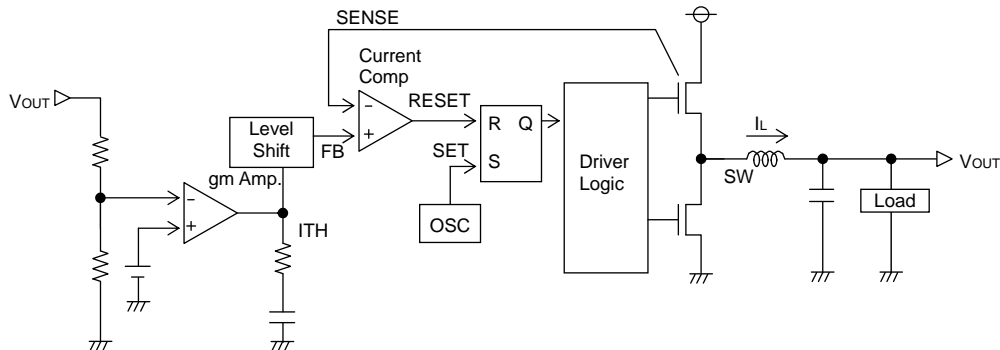 SENSE
Current
Comp
VOUT
RESET
-
+
R Q
S
Level
Shift
FB
SET
gm Amp.
Driver
Logic
IL
VOUT
SW
-
+
OSC
Load
ITH